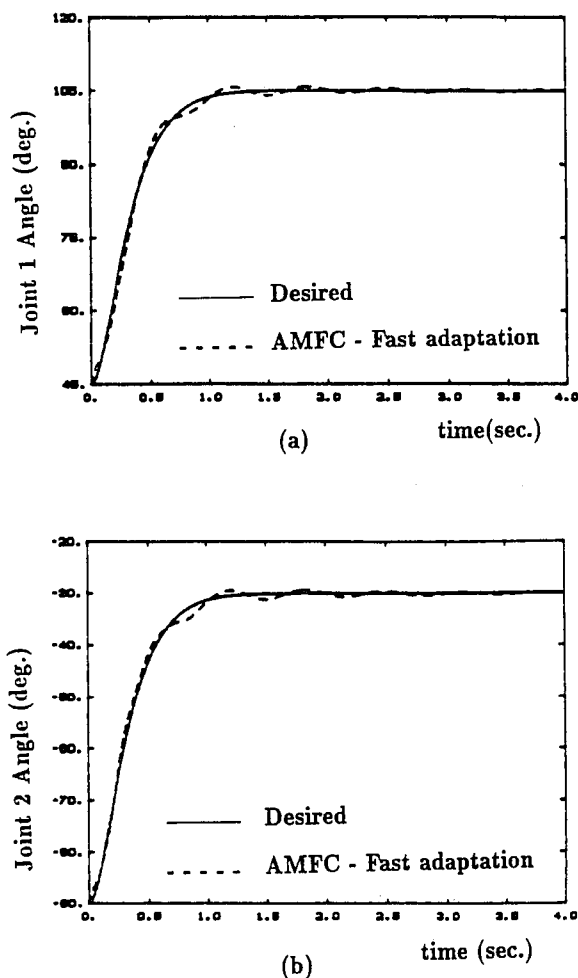 120.
105.
90.
75.
60.
45.
Joint 1 Angle (deg.)
Desired
AMFC - Fast adaptation
0. 0.5 1.0 1.5 2.0 2.5 3.0 3.5 4.0
time(sec.)
(a)
-20.
-30.
-40.
-50.
-60.
-70.
-80.
-90.
Joint 2 Angle (deg.)
Desired
AMFC - Fast adaptation
0. 0.5 1.0 1.5 2.0 2.5 3.0 3.5 4.0
time (sec.)
(b)